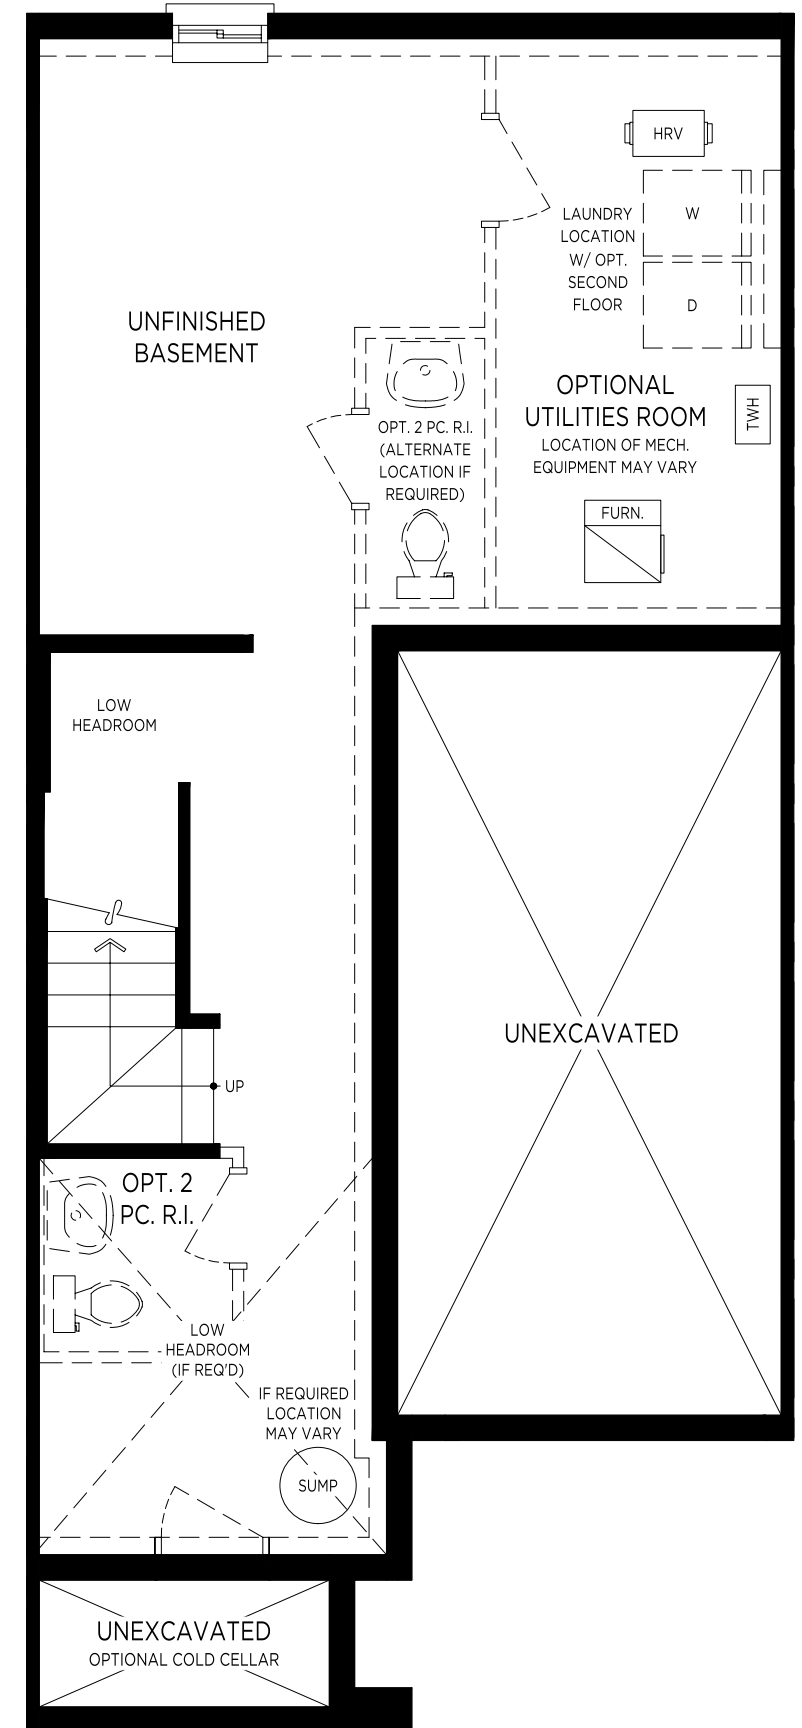 HRV
LAUNDRY
LOCATION
W/ OPT.
SECOND
FLOOR
W
D
UNFINISHED
BASEMENT
OPTIONAL
UTILITIES ROOM
LOCATION OF MECH.
EQUIPMENT MAY VARY
TWH
OPT. 2 PC. R.I.
(ALTERNATE
LOCATION IF
REQUIRED)
FURN.
LOW
HEADROOM
UNEXCAVATED
UP
OPT. 2
PC. R.I.
LOW
HEADROOM
(IF REQ'D)
IF REQUIRED
LOCATION
MAY VARY
SUMP
UNEXCAVATED
OPTIONAL COLD CELLAR